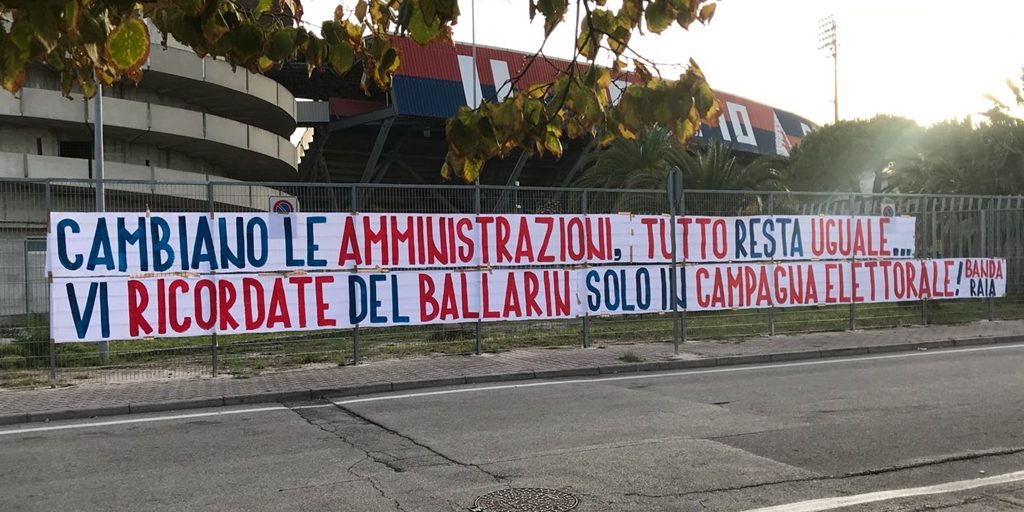 CAMBIANO LE AMMINISTRAZIONI, TUTTO RESTA UGUALE...
VI RICORDATE DEL BALLARIN SOLO IN CAMPAGNA ELETTORALE!
BANDA
RAIA